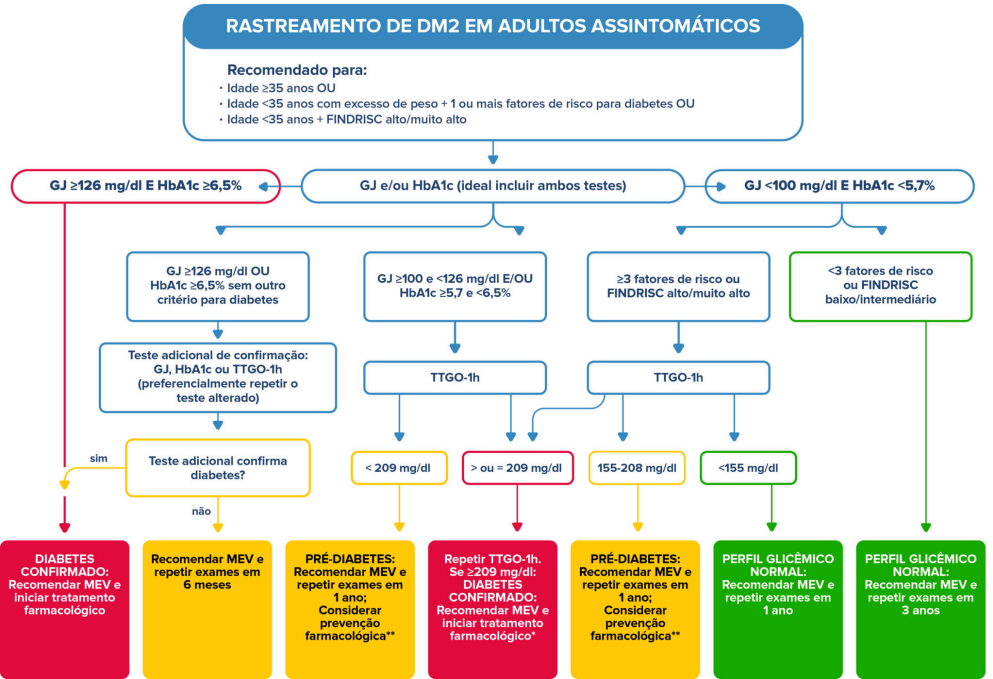 RASTREAMENTO DE DM2 EM ADULTOS ASSINTOMÁTICOS
Recomendado para:
· Idade ≥35 anos OU
· Idade <35 anos com excesso de peso + 1 ou mais fatores de risco para diabetes OU
· Idade <35 anos + FINDRISC alto/muito alto
GJ ≥126 mg/dl E HbA1c ≥6,5%
GJ e/ou HbA1c (ideal incluir ambos testes)
GJ <100 mg/dl E HbA1c <5,7%
GJ ≥126 mg/dl OU
HbA1c ≥6,5% sem outro
critério para diabetes
GJ ≥100 e <126 mg/dl E/OU
HbA1c ≥5,7 e <6,5%
≥3 fatores de risco ou
FINDRISC alto/muito alto
<3 fatores de risco
ou FINDRISC
baixo/intermediário
Teste adicional de confirmação:
GJ, HbA1c ou TTGO-1h
(preferencialmente repetir o
teste alterado)
TTGO-1h
TTGO-1h
sim
Teste adicional confirma
diabetes?
não
< 209 mg/dl
> ou = 209 mg/dl
155-208 mg/dl
<155 mg/dl
DIABETES
CONFIRMADO:
Recomendar MEV e
iniciar tratamento
farmacológico
Recomendar MEV e
repetir exames em
6 meses
PRÉ-DIABETES:
Recomendar MEV e
repetir exames em
1 ano;
Considerar
prevenção
farmacológica**
Repetir TTGO-1h.
Se ≥209 mg/dl:
DIABETES
CONFIRMADO:
Recomendar MEV e
iniciar tratamento
farmacológico*
PRÉ-DIABETES:
Recomendar MEV e
repetir exames em
1 ano;
Considerar
prevenção
farmacológica**
PERFIL GLICÊMICO
NORMAL:
Recomendar MEV e
repetir exames em
1 ano
PERFIL GLICÊMICO
NORMAL:
Recomendar MEV e
repetir exames em
3 anos